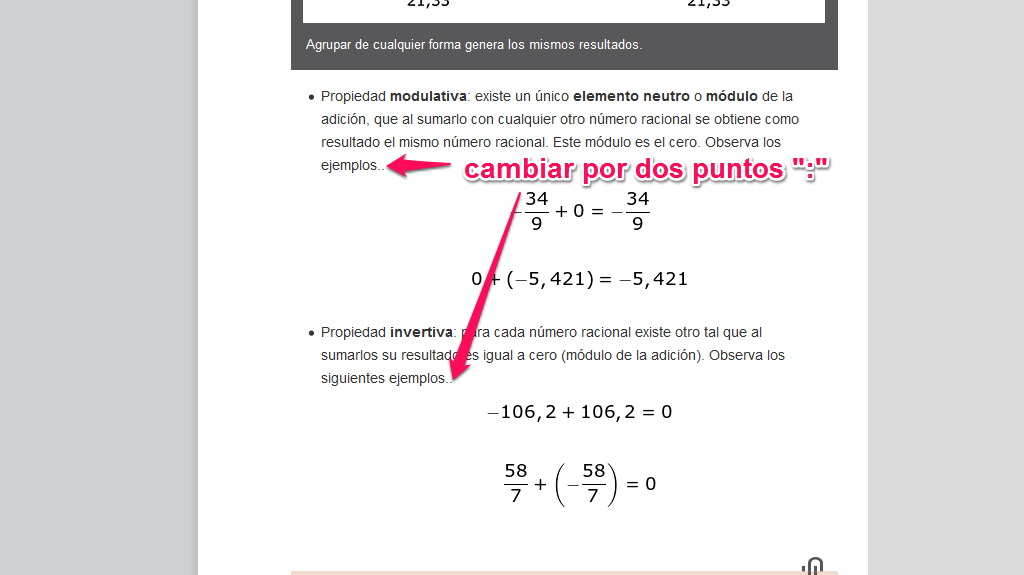 21,33 21,33
Agrupar de cualquier forma genera los mismos resultados.
• Propiedad modulativa: existe un único elemento neutro o módulo de la
adición, que al sumarlo con cualquier otro número racional se obtiene como
resultado el mismo número racional. Este módulo es el cero. Observa los
ejemplos..
cambiar por dos puntos ":"
−34/9 + 0 = −34/9
0 + (−5, 421) = −5, 421
• Propiedad invertiva: para cada número racional existe otro tal que al
sumarlos su resultado es igual a cero (módulo de la adición). Observa los
siguientes ejemplos..
−106, 2 + 106, 2 = 0
58/7 + (−58/7) = 0